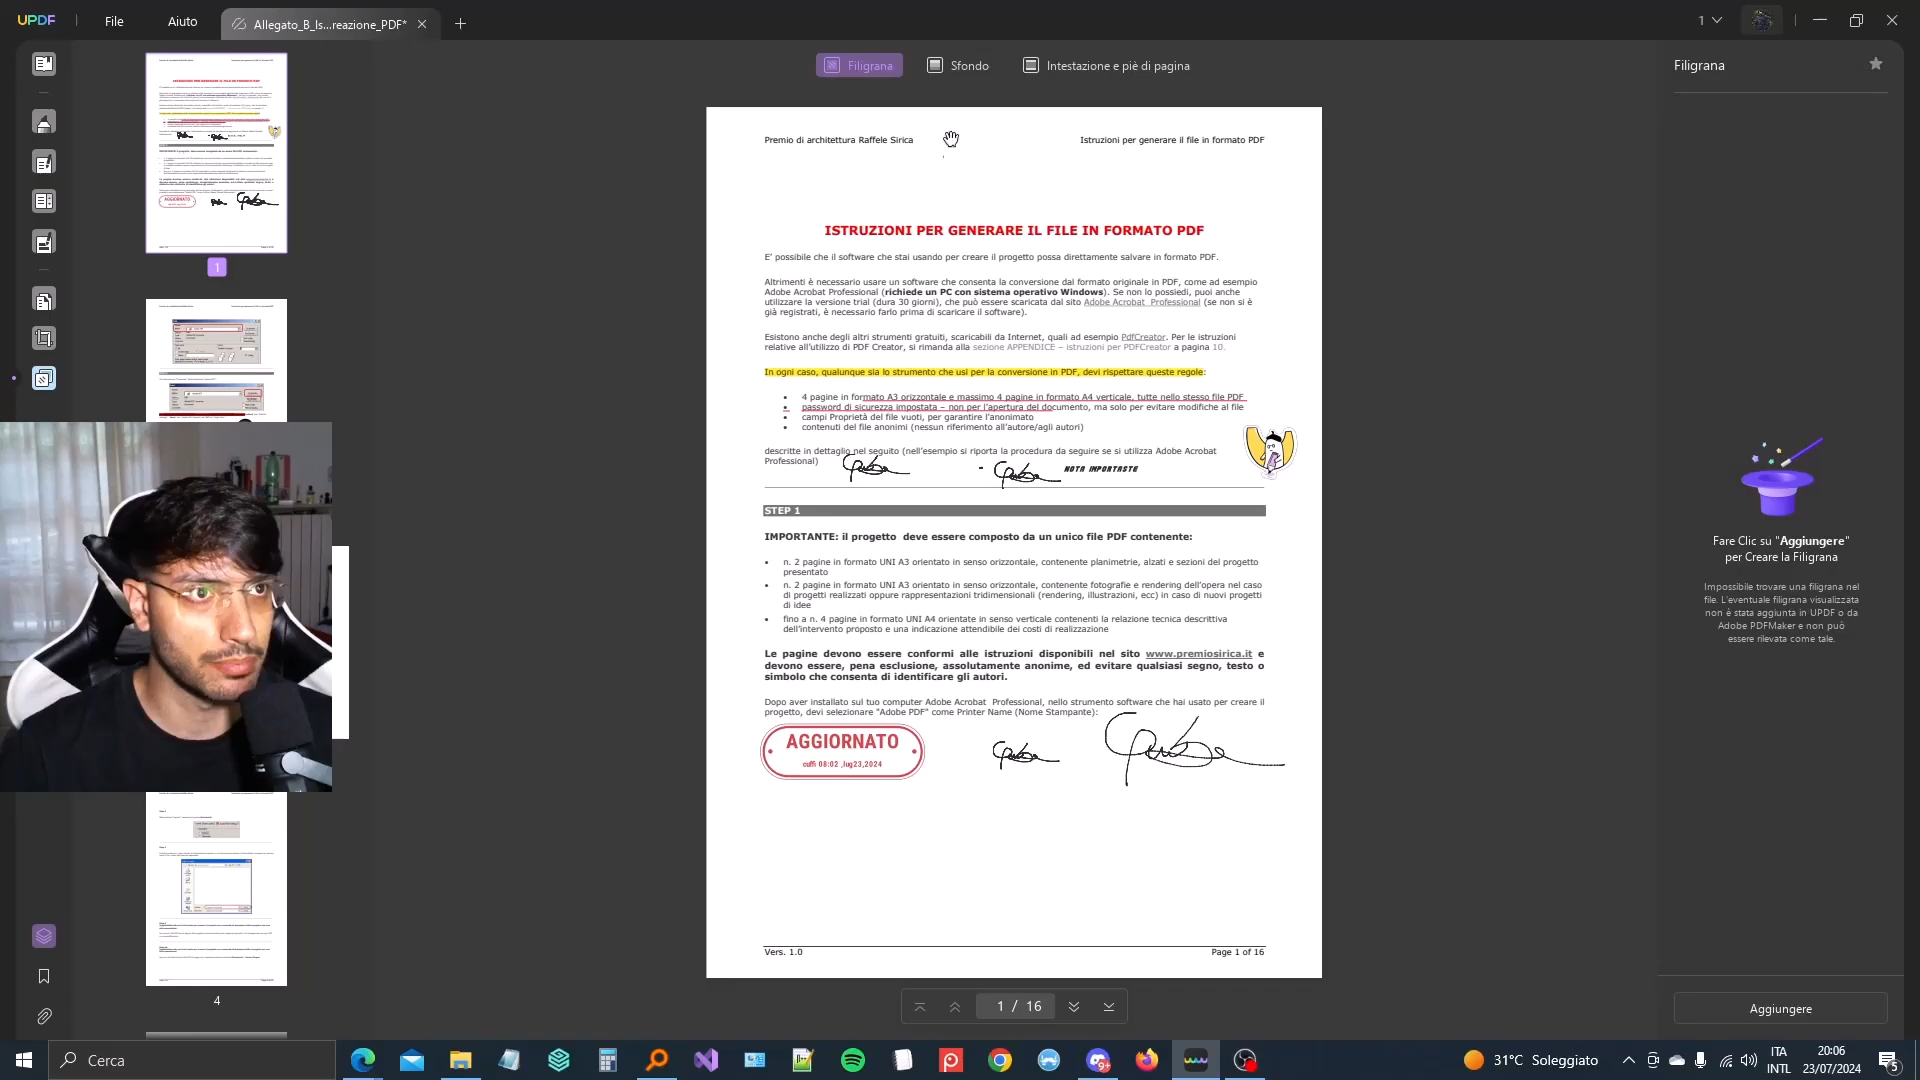 UPDF
File
Aiuto
Allegato_B_Is...reazione_PDF*
1
Filigrana
Sfondo
Intestazione e piè di pagina
Filigrana
Premio di architettura Raffele Sirica
Istruzioni per generare il file in formato PDF
ISTRUZIONI PER GENERARE IL FILE IN FORMATO PDF
E' possibile che il software che stai usando per creare il progetto possa direttamente salvare in formato PDF.
Altrimenti è necessario usare un software che consenta la conversione dal formato originale in PDF, come ad esempio
Adobe Acrobat Professional (richiede un PC con sistema operativo Windows). Se non lo possiedi, puoi anche
utilizzare la versione trial (dura 30 giorni), che può essere scaricata dal sito Adobe Acrobat Professional (se non si è
già registrati, è necessario farlo prima di scaricare il software).
Esistono anche degli altri strumenti gratuiti, scaricabili da Internet, quali ad esempio PdfCreator. Per le istruzioni
relative all'utilizzo di PDF Creator, si rimanda alla sezione APPENDICE – istruzioni per PDFCreator a pagina 10.
In ogni caso, qualunque sia lo strumento che usi per la conversione in PDF, devi rispettare queste regole:
• 4 pagine in formato A3 orizzontale e massimo 4 pagine in formato A4 verticale, tutte nello stesso file PDF
• password di sicurezza impostata – non per l'apertura del documento, ma solo per evitare modifiche al file
• campi Proprietà del file vuoti, per garantire l'anonimato
• contenuti del file anonimi (nessun riferimento all'autore/agli autori)
descritte in dettaglio nel seguito (nell'esempio si riporta la procedura da seguire se si utilizza Adobe Acrobat
Professional)
NOTA IMPORTASTE
STEP 1
IMPORTANTE: il progetto deve essere composto da un unico file PDF contenente:
• n. 2 pagine in formato UNI A3 orientato in senso orizzontale, contenente planimetrie, alzati e sezioni del progetto
presentato
• n. 2 pagine in formato UNI A3 orientato in senso orizzontale, contenente fotografie e rendering dell'opera nel caso
di progetti realizzati oppure rappresentazioni tridimensionali (rendering, illustrazioni, ecc) in caso di nuovi progetti
di idee
• fino a n. 4 pagine in formato UNI A4 orientate in senso verticale contenenti la relazione tecnica descrittiva
dell'intervento proposto e una indicazione attendibile dei costi di realizzazione
Le pagine devono essere conformi alle istruzioni disponibili nel sito www.premiosirica.it e
devono essere, pena esclusione, assolutamente anonime, ed evitare qualsiasi segno, testo o
simbolo che consenta di identificare gli autori.
Dopo aver installato sul tuo computer Adobe Acrobat Professional, nello strumento software che hai usato per creare il
progetto, devi selezionare "Adobe PDF" come Printer Name (Nome Stampante):
AGGIORNATO
cuffi 08:02 ,lug23,2024
Vers. 1.0
Page 1 of 16
1 / 16
1
4
Fare Clic su "Aggiungere"
per Creare la Filigrana
Impossibile trovare una filigrana nel
file. L'eventuale filigrana visualizzata
non è stata aggiunta in UPDF o da
Adobe PDFMaker e non può
essere rilevata come tale.
Aggiungere
Cerca
9+
31°C Soleggiato
ITA
INTL
20:06
23/07/2024
5